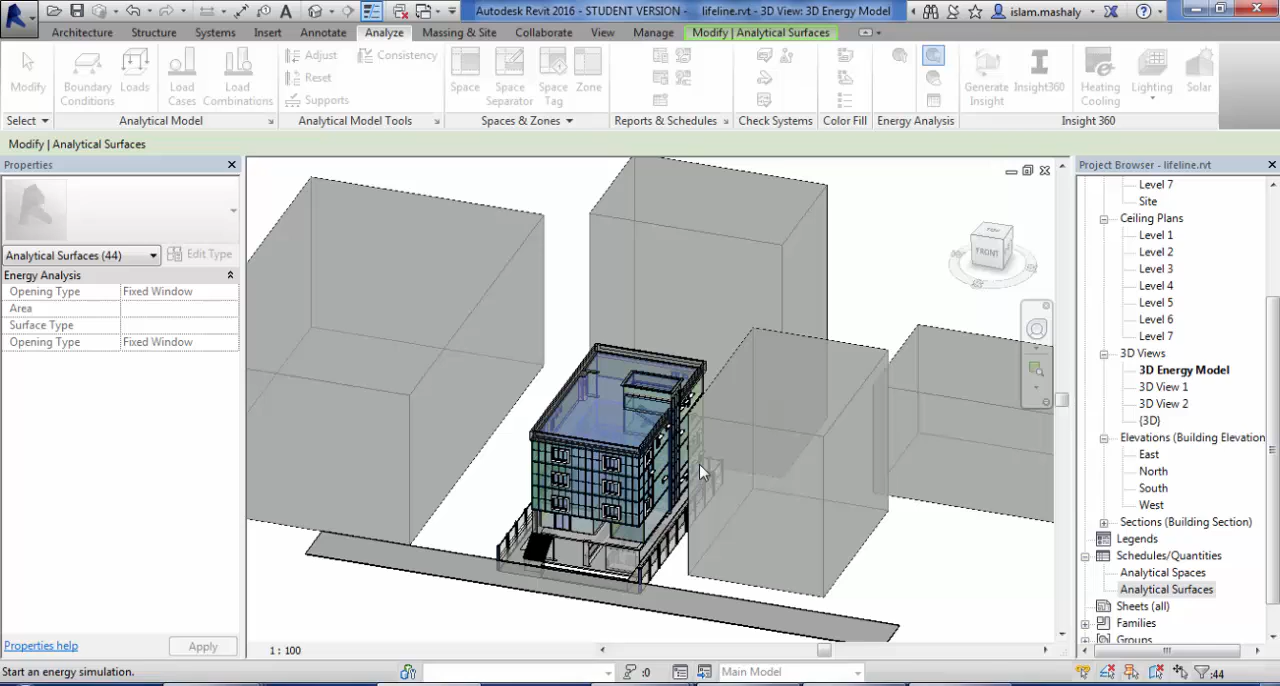 Autodesk Revit 2016 - STUDENT VERSION - lifeline.rvt - 3D View: 3D Energy Model
islam.mashaly
Architecture Structure Systems Insert Annotate Analyze Massing & Site Collaborate View Manage Modify | Analytical Surfaces
Modify
Boundary Conditions
Loads
Load Cases
Load Combinations
Adjust
Reset
Supports
Consistency
Space
Space Separator
Space Tag
Zone
Generate Insight
Insight360
Heating Cooling
Lighting
Solar
Select
Analytical Model
Analytical Model Tools
Spaces & Zones
Reports & Schedules
Check Systems
Color Fill
Energy Analysis
Insight 360
Modify | Analytical Surfaces
Properties
Analytical Surfaces (44)
Edit Type
Energy Analysis
Opening Type Fixed Window
Area
Surface Type
Opening Type Fixed Window
Properties help
Apply
TOP
FRONT
1 : 100
Project Browser - lifeline.rvt
Level 7
Site
Ceiling Plans
Level 1
Level 2
Level 3
Level 4
Level 5
Level 6
Level 7
3D Views
3D Energy Model
3D View 1
3D View 2
{3D}
Elevations (Building Elevation
East
North
South
West
Sections (Building Section)
Legends
Schedules/Quantities
Analytical Spaces
Analytical Surfaces
Sheets (all)
Families
Groups
Start an energy simulation.
:0
Main Model
:44